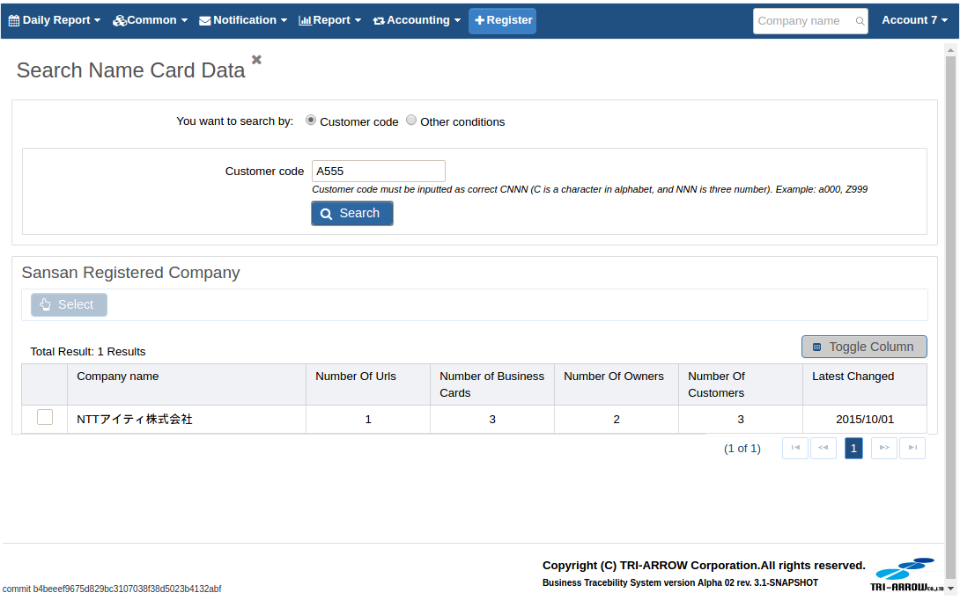 Daily Report Common Notification Report Accounting Register Company name Account 7
Search Name Card Data
You want to search by: Customer code Other conditions
Customer code A555
Customer code must be inputted as correct CNNN (C is a character in alphabet, and NNN is three number). Example: a000, Z999
Search
Sansan Registered Company
Select
Total Result: 1 Results
Toggle Column
Company name Number Of Urls Number of Business Cards Number Of Owners Number Of Customers Latest Changed
NTTアイティ株式会社 1 3 2 3 2015/10/01
(1 of 1) 1
Copyright (C) TRI-ARROW Corporation.All rights reserved.
Business Tracebility System version Alpha 02 rev. 3.1-SNAPSHOT
TRI-ARROW
commit b4beeef9675d829bc3107038f38d5023b4132abf